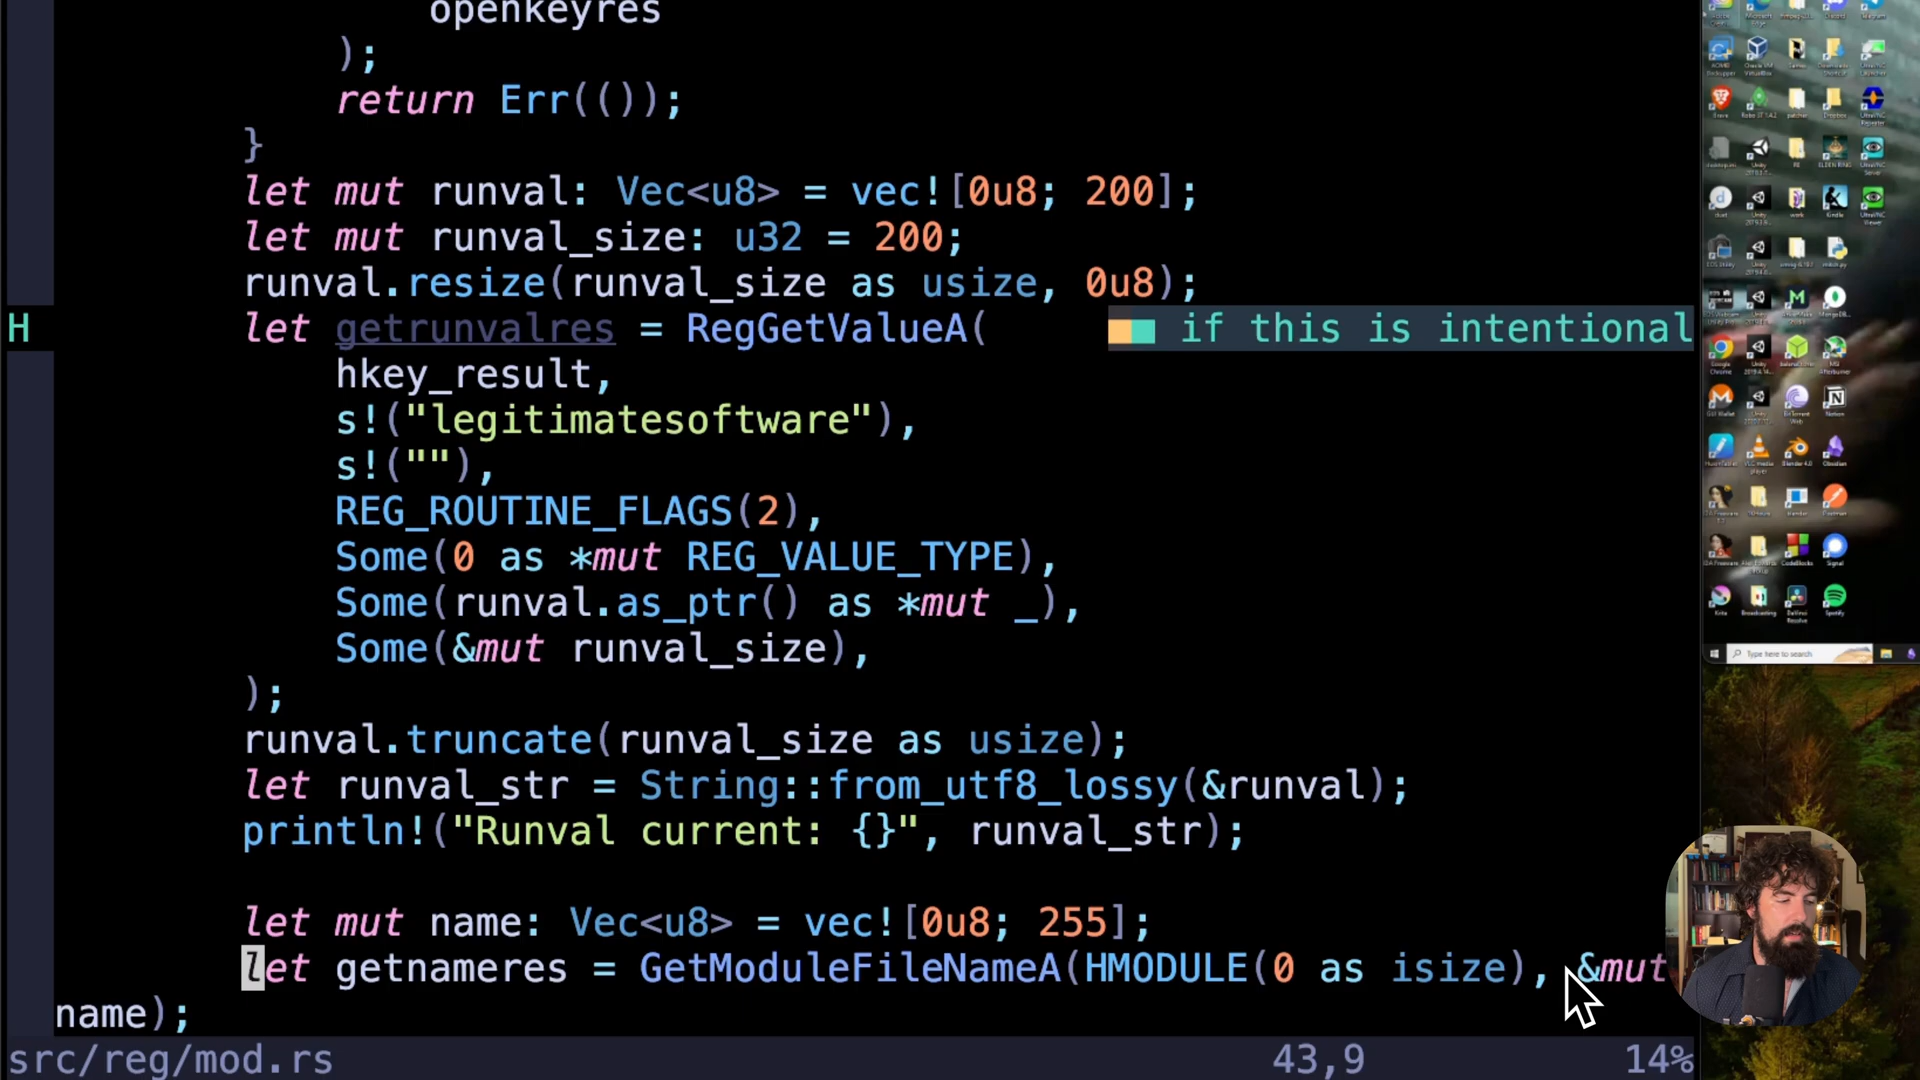 openkeyres
);
return Err(());
}
let mut runval: Vec<u8> = vec![0u8; 200];
let mut runval_size: u32 = 200;
runval.resize(runval_size as usize, 0u8);
H let getrunvalres = RegGetValueA( if this is intentional
hkey_result,
s!("legitimatesoftware"),
s!(""),
REG_ROUTINE_FLAGS(2),
Some(0 as *mut REG_VALUE_TYPE),
Some(runval.as_ptr() as *mut _),
Some(&mut runval_size),
);
runval.truncate(runval_size as usize);
let runval_str = String::from_utf8_lossy(&runval);
println!("Runval current: {}", runval_str);
let mut name: Vec<u8> = vec![0u8; 255];
let getnameres = GetModuleFileNameA(HMODULE(0 as isize), &mut
name);
src/reg/mod.rs 43,9 14%
Type here to search